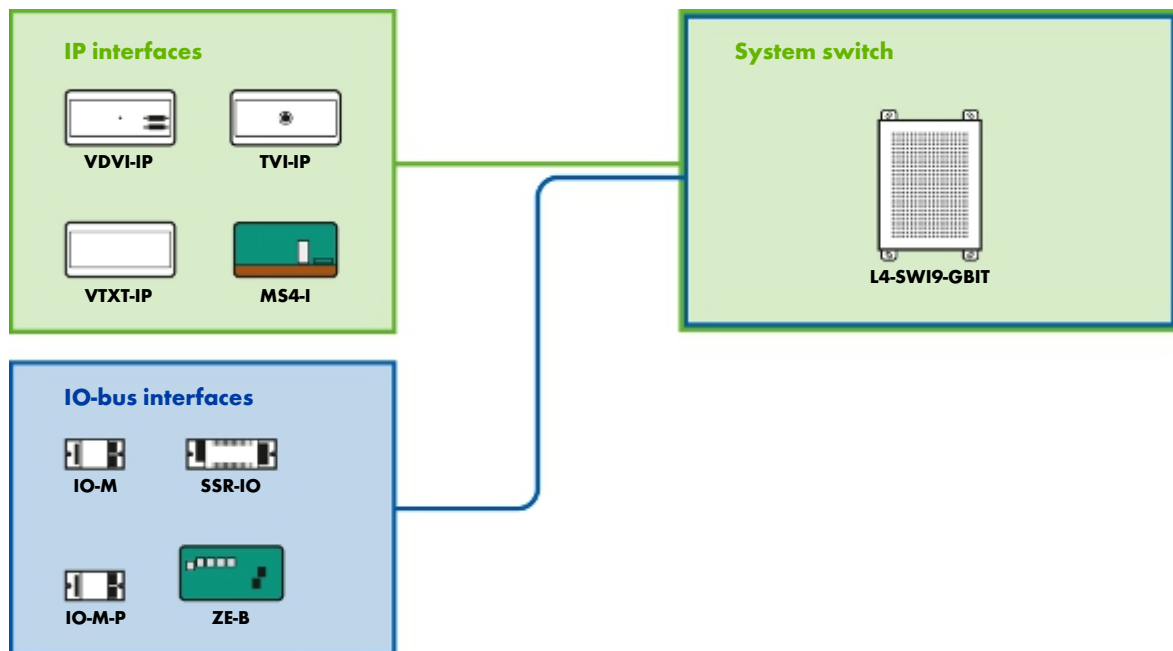 IP interfaces
VDVI-IP
TVI-IP
VTXT-IP
MS4-I
System switch
L4-SWI9-GBIT
IO-bus interfaces
IO-M
SSR-IO
IO-M-P
ZE-B